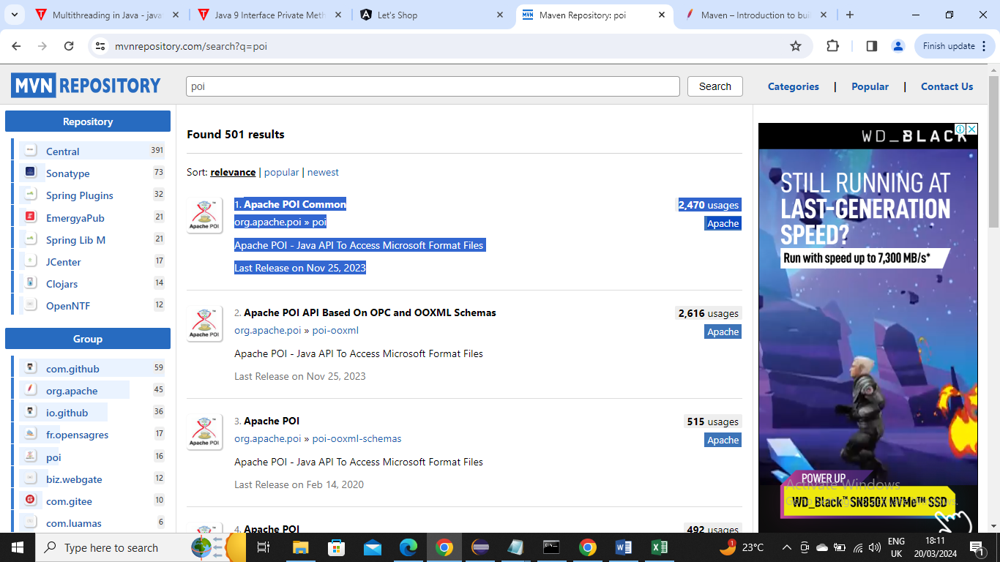 Multithreading in Java - java
Java 9 Interface Private Meth
Let's Shop
Maven Repository: poi
Maven – Introduction to bui
mvnrepository.com/search?q=poi
Finish update
MVN REPOSITORY
poi
Search
Categories | Popular | Contact Us
Repository
Central 391
Sonatype 73
Spring Plugins 32
EmergyaPub 21
Spring Lib M 21
JCenter 17
Clojars 14
OpenNTF 12
Group
com.github 59
org.apache 45
io.github 36
fr.opensagres 17
poi 16
biz.webgate 12
com.gitee 10
com.luamas 6
Found 501 results
Sort: relevance | popular | newest
1. Apache POI Common
2,470 usages
org.apache.poi » poi
Apache
Apache POI - Java API To Access Microsoft Format Files
Last Release on Nov 25, 2023
Apache POI
2. Apache POI API Based On OPC and OOXML Schemas
2,616 usages
org.apache.poi » poi-ooxml
Apache
Apache POI - Java API To Access Microsoft Format Files
Last Release on Nov 25, 2023
Apache POI
3. Apache POI
515 usages
org.apache.poi » poi-ooxml-schemas
Apache
Apache POI - Java API To Access Microsoft Format Files
Last Release on Feb 14, 2020
Apache POI
4. Apache POI
492 usages
WD_BLACK
STILL RUNNING AT
LAST-GENERATION
SPEED?
Run with speed up to 7,300 MB/s*
POWER UP
WD_Black™ SN850X NVMe™ SSD
Activate Windows
Type here to search
23°C
ENG
UK
18:11
20/03/2024
1